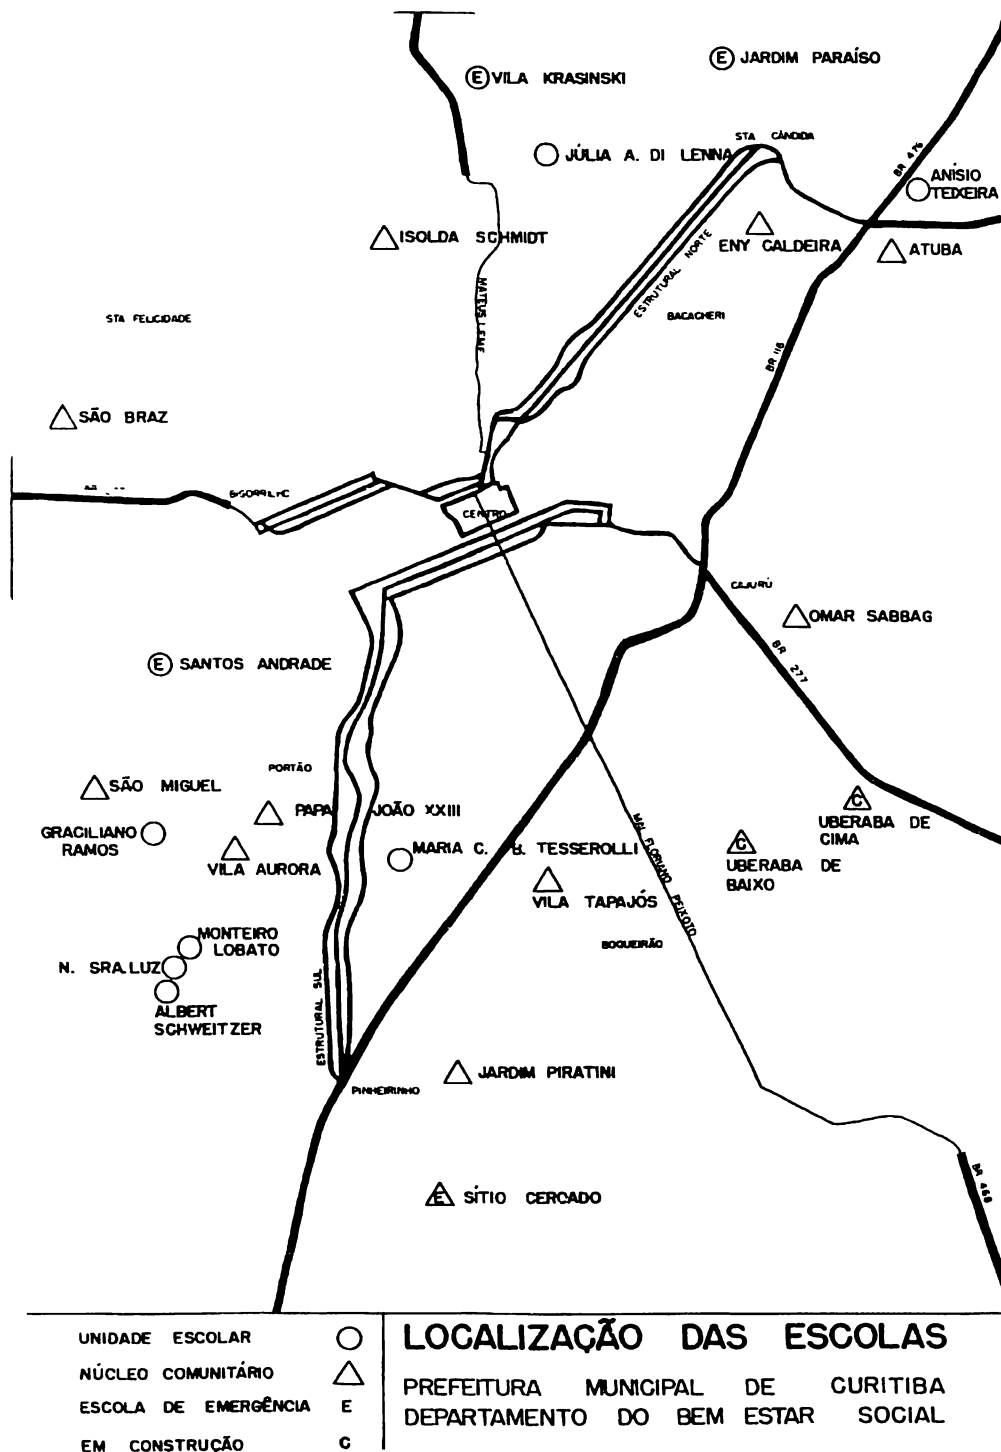 VILA KRASINSKI
E
JARDIM PARAÍSO
E
STA CÂNDIDA
JÚLIA A. DI LENNA
BR 476
ANÍSIO
TEIXEIRA
ISOLDA SCHMIDT
ENY CALDEIRA
ATUBA
ESTRUTURAL NORTE
MATEUS LEME
STA FELICIDADE
BACACHERI
BR 116
SÃO BRAZ
CENTRO
CAJURÚ
OMAR SABBAG
BR 277
E
SANTOS ANDRADE
PORTÃO
SÃO MIGUEL
PAPA JOÃO XXIII
GRACILIANO
RAMOS
VILA AURORA
MARIA C. B. TESSEROLLI
MAL FLORIANO PEIXOTO
C
UBERABA DE
CIMA
C
UBERABA DE
BAIXO
VILA TAPAJÓS
BOQUEIRÃO
MONTEIRO
LOBATO
N. SRA. LUZ
ALBERT
SCHWEITZER
ESTRUTURAL SUL
PINHEIRINHO
JARDIM PIRATINI
E
SÍTIO CERCADO
BR 468
UNIDADE ESCOLAR
NÚCLEO COMUNITÁRIO
ESCOLA DE EMERGÊNCIA E
EM CONSTRUÇÃO C
LOCALIZAÇÃO DAS ESCOLAS
PREFEITURA MUNICIPAL DE CURITIBA
DEPARTAMENTO DO BEM ESTAR SOCIAL